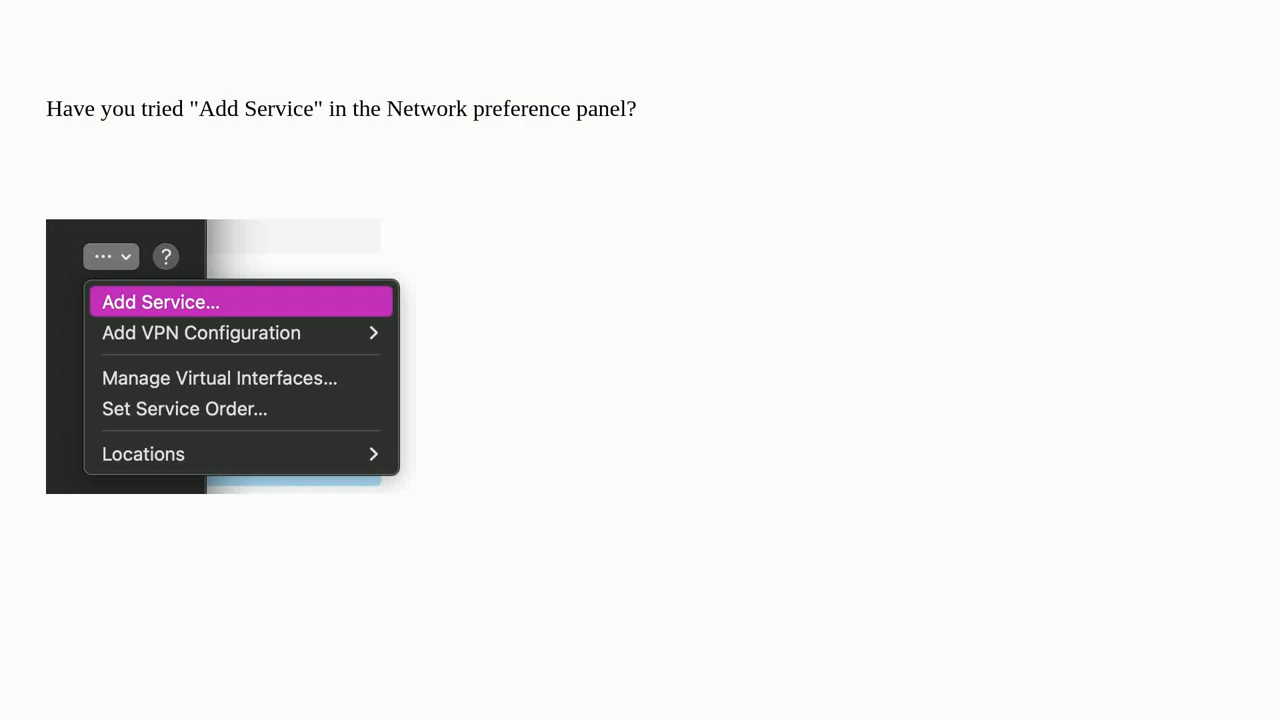 Have you tried "Add Service" in the Network preference panel?
... ?
Add Service...
Add VPN Configuration
Manage Virtual Interfaces...
Set Service Order...
Locations